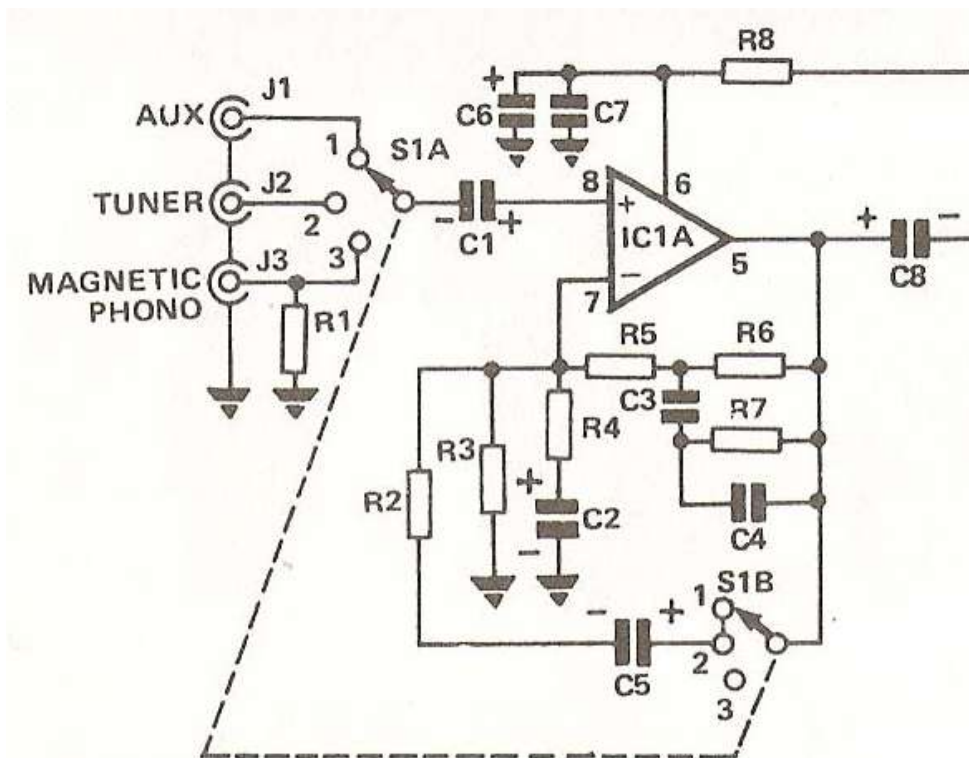 R8
J1
AUX
C6
C7
1
S1A
J2
TUNER
2
8
6
+
IC1A
5
- C1 +
+ C8 -
J3
3
MAGNETIC
PHONO
R1
−
7
R5
R6
C3
R7
R4
R3
R2
+
C2
−
C4
S1B
1
− +
C5
2
3